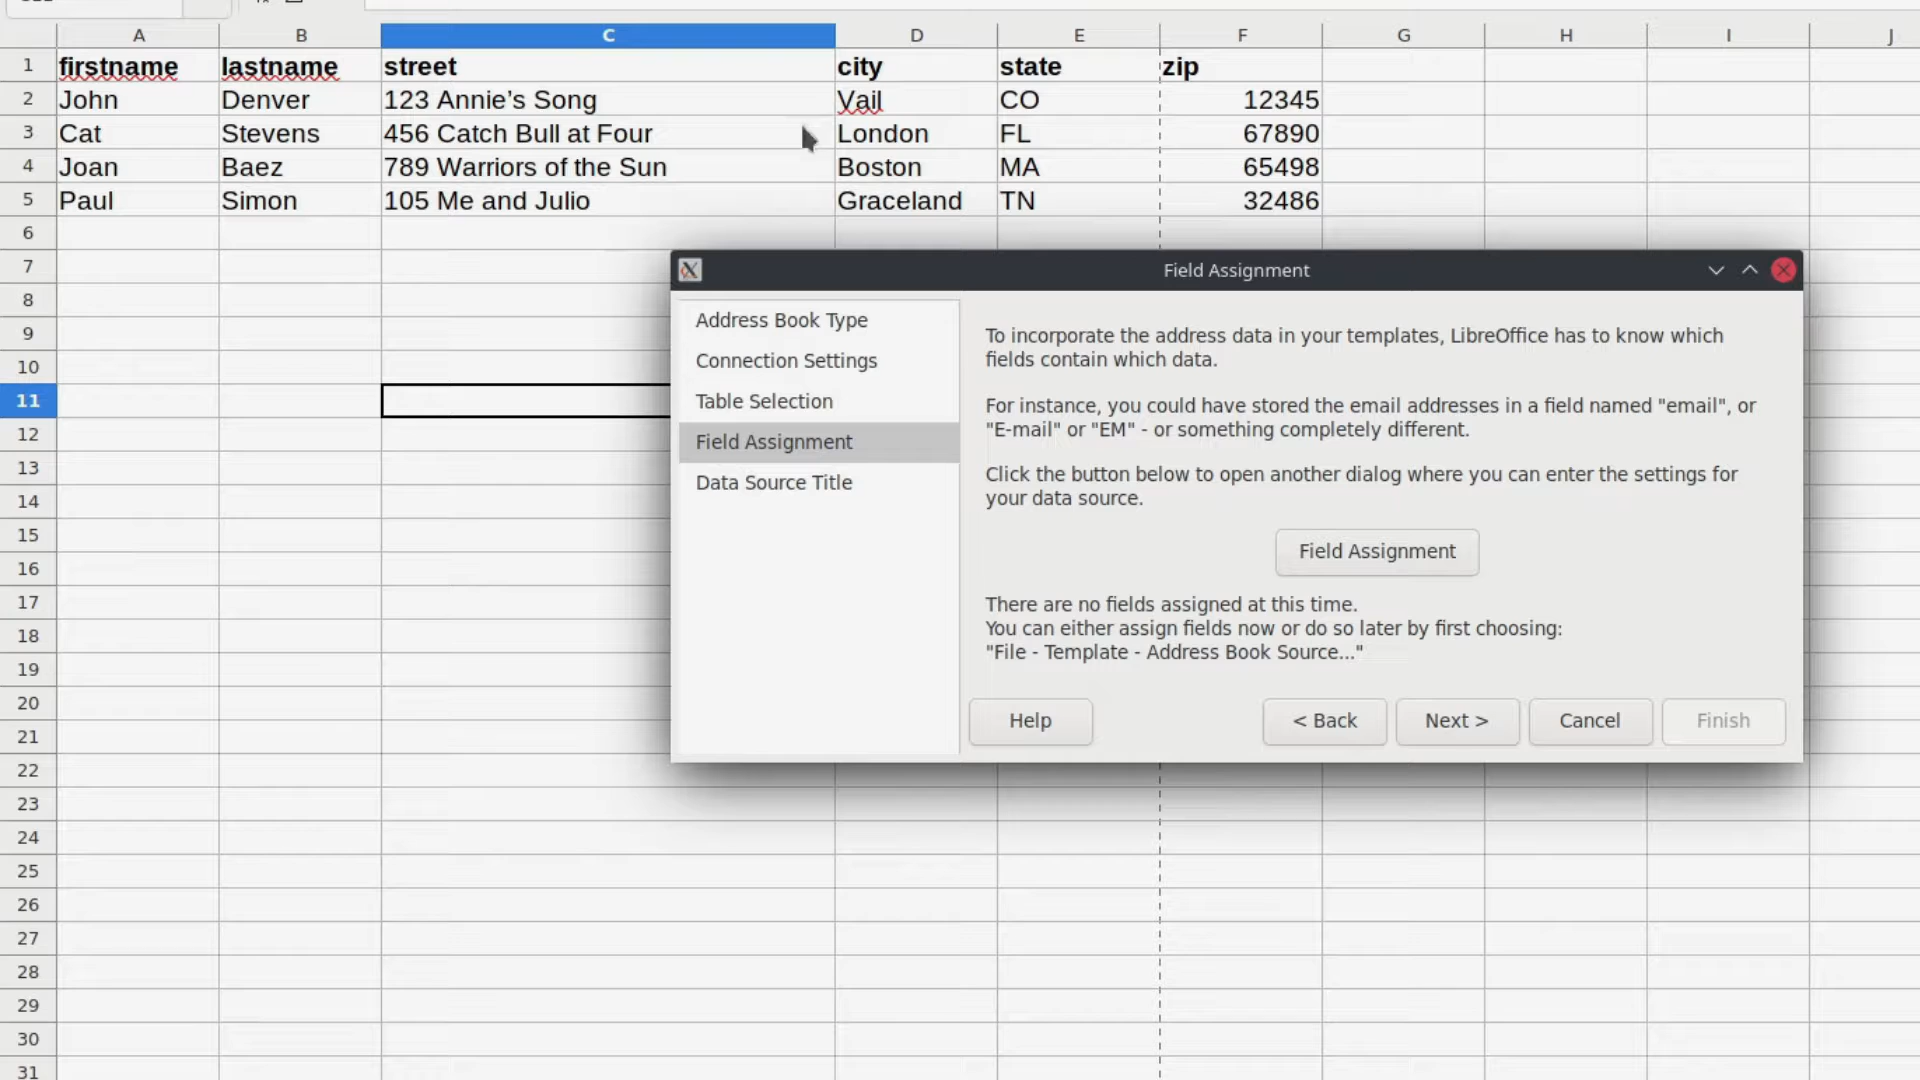 A B C D E F G H I J
1 firstname lastname street city state zip
2 John Denver 123 Annie’s Song Vail CO 12345
3 Cat Stevens 456 Catch Bull at Four London FL 67890
4 Joan Baez 789 Warriors of the Sun Boston MA 65498
5 Paul Simon 105 Me and Julio Graceland TN 32486
6
7
8
9
10
11
12
13
14
15
16
17
18
19
20
21
22
23
24
25
26
27
28
29
30
31
Field Assignment
Address Book Type
Connection Settings
Table Selection
Field Assignment
Data Source Title
To incorporate the address data in your templates, LibreOffice has to know which
fields contain which data.
For instance, you could have stored the email addresses in a field named "email", or
"E-mail" or "EM" - or something completely different.
Click the button below to open another dialog where you can enter the settings for
your data source.
Field Assignment
There are no fields assigned at this time.
You can either assign fields now or do so later by first choosing:
"File - Template - Address Book Source..."
Help < Back Next > Cancel Finish